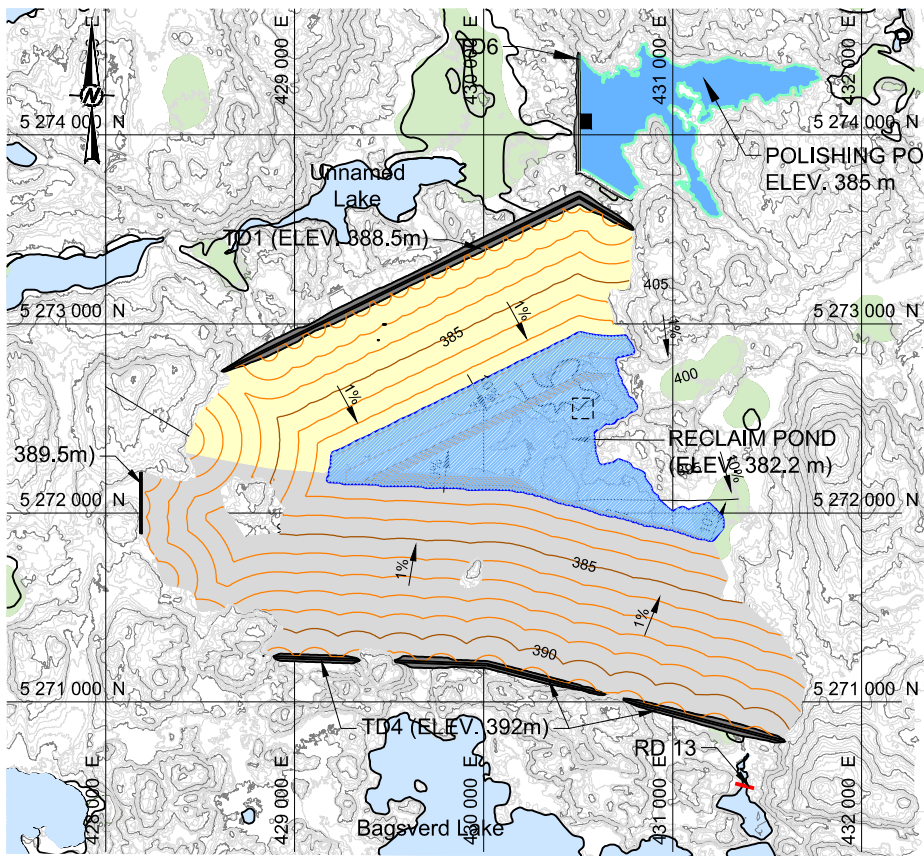 N
429 000 E
430 000 E
431 000 E
432 000 E
5 274 000 N
5 274 000 N
POLISHING PO
ELEV. 385 m
Unnamed
Lake
TD1 (ELEV. 388.5m)
405
5 273 000 N
5 273 000 N
1%
1%
385
400
1%
RECLAIM POND
(ELEV. 382.2 m)
389.5m)
5 272 000 N
5 272 000 N
385
1%
1%
390
5 271 000 N
5 271 000 N
TD4 (ELEV. 392m)
RD 13
428 000 E
429 000 E
431 000 E
432 000 E
Bagsverd Lake